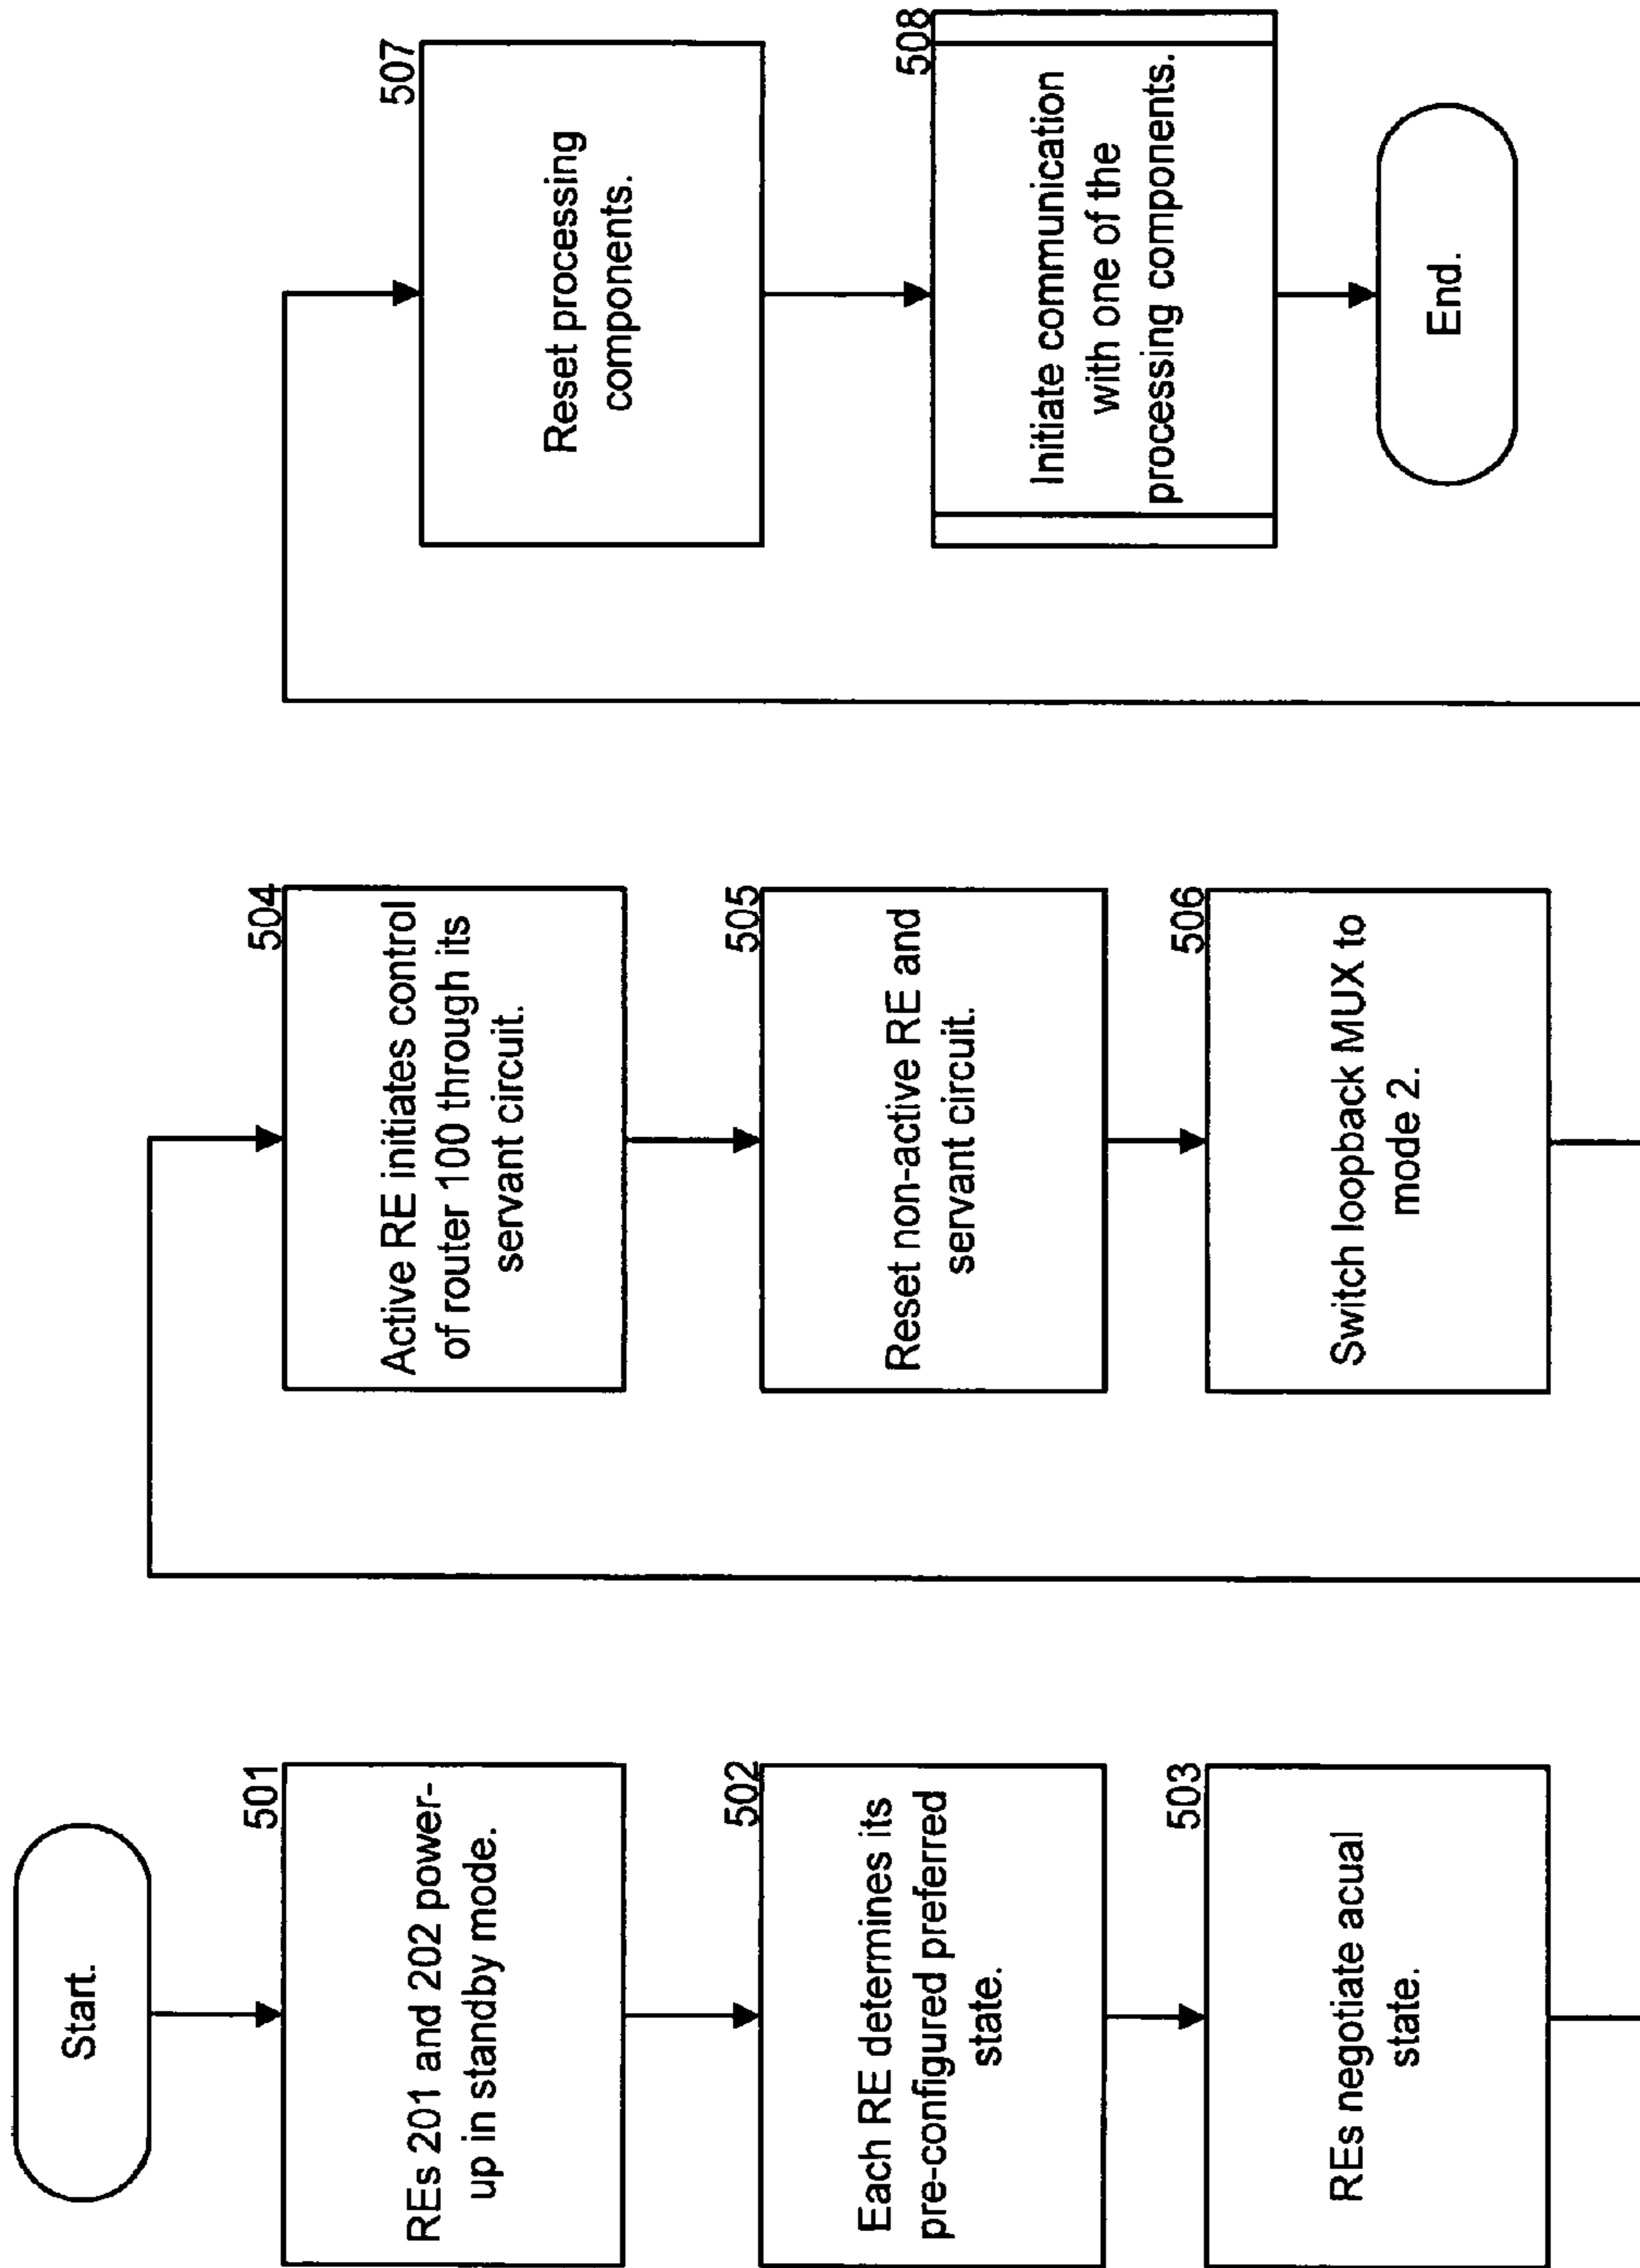 Start.
501
REs 201 and 202 power-
up in standby mode.
502
Each RE determines its
pre-configured preferred
state.
503
REs negotiate acual
state.
504
Active RE initiates control
of router 100 through its
servant circuit.
505
Reset non-active RE and
servant circuit.
506
Switch loopback MUX to
mode 2.
507
Reset processing
components.
508
Initiate communication
with one of the
processing components.
End.